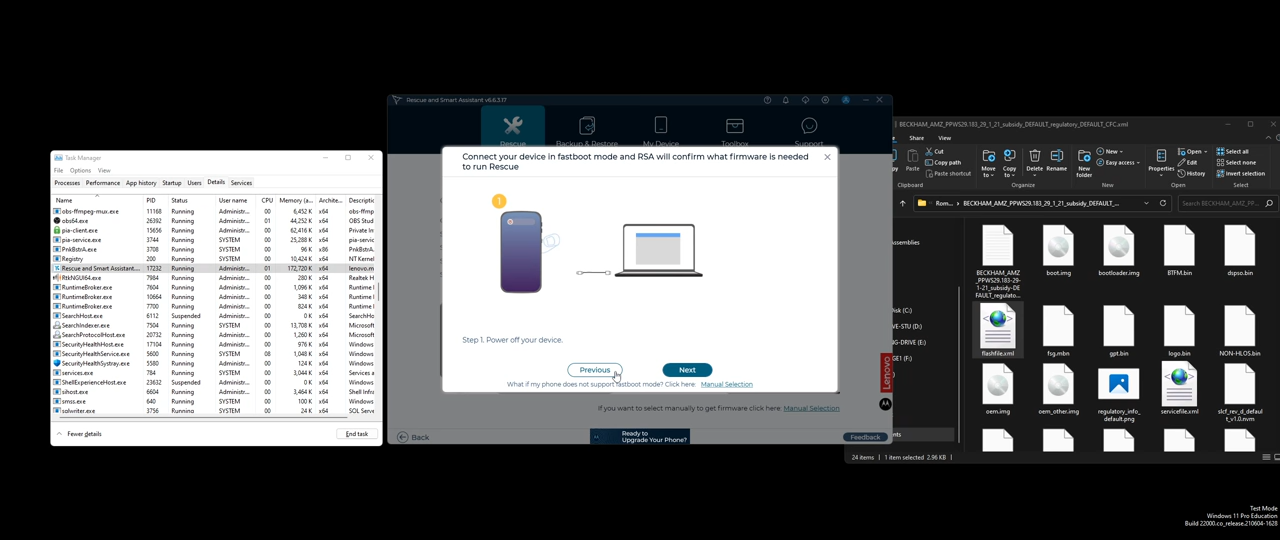 Task Manager
File Options View
Processes Performance App history Startup Users Details Services
Name PID Status User name CPU Memory (a... Archite... Descriptic
obs-ffmpeg-mux.exe 11168 Running Administr... 00 6,452 K x64 obs-ffmp
obs64.exe 26392 Running Administr... 01 44,252 K x64 OBS Stud
pia-client.exe 15656 Running Administr... 00 62,416 K x64 Private In
pia-service.exe 3744 Running SYSTEM 00 25,288 K x64 pia-servic
PnkBstrA.exe 3708 Running SYSTEM 00 96 K x86 PnkBstrA
Registry 200 Running SYSTEM 00 10,424 K x64 NT Kernel
Rescue and Smart Assistant.... 17232 Running Administr... 01 172,720 K x64 lenovo.m
RtkNGUI64.exe 7984 Running Administr... 00 280 K x64 Realtek H
RuntimeBroker.exe 7604 Running Administr... 00 1,096 K x64 Runtime
RuntimeBroker.exe 10664 Running Administr... 00 348 K x64 Runtime
RuntimeBroker.exe 7700 Running Administr... 00 824 K x64 Runtime
SearchHost.exe 6112 Suspended Administr... 00 0 K x64 SearchHo
SearchIndexer.exe 7504 Running SYSTEM 00 13,708 K x64 Microsoft
SearchProtocolHost.exe 20732 Running Administr... 00 1,260 K x64 Microsoft
SecurityHealthHost.exe 17104 Running Administr... 00 976 K x64 Windows
SecurityHealthService.exe 5600 Running SYSTEM 08 1,048 K x64 Windows
SecurityHealthSystray.exe 5580 Running Administr... 00 124 K x64 Windows
services.exe 784 Running SYSTEM 00 3,044 K x64 Services a
ShellExperienceHost.exe 23632 Suspended Administr... 00 0 K x64 Windows
sihost.exe 6604 Running Administr... 00 3,464 K x64 Shell Infra
smss.exe 640 Running SYSTEM 00 64 K x64 Windows
sqlwriter.exe 3756 Running SYSTEM 00 24 K x64 SQL Serve
Fewer details End task
Rescue and Smart Assistant v6.6.3.17
Rescue Backup & Restore My Device Toolbox Support
Connect your device in fastboot mode and RSA will confirm what firmware is needed
to run Rescue
1
Step 1. Power off your device.
Previous Next
What if my phone does not support fastboot mode? Click here: Manual Selection
If you want to select manually to get firmware click here: Manual Selection
Lenovo
Back
Ready to
Upgrade Your Phone?
Feedback
BECKHAM_AMZ_PPWS29.183_29_1_21_subsidy_DEFAULT_regulatory_DEFAULT_CFC.xml
Share View
Paste
Cut
Copy path
Paste shortcut
Clipboard
Move to
Copy to
Delete
Rename
Organize
New folder
New
Easy access
New
Properties
Open
Edit
History
Open
Select all
Select none
Invert selection
Select
Rom... > BECKHAM_AMZ_PPWS29.183_29_1_21_subsidy_DEFAULT_...
Search BECKHAM_AMZ_PP...
ssemblies
isk (C:)
VE-STU (D:)
NG-DRIVE (E:)
GE1 (F:)
nts
BECKHAM_AMZ
_PPWS29.183-29-
1-21_subsidy-DE
FAULT_regulato...
boot.img
bootloader.img
BTFM.bin
dspso.bin
flashfile.xml
fsg.mbn
gpt.bin
logo.bin
NON-HLOS.bin
oem.img
oem_other.img
regulatory_info_
default.png
servicefile.xml
slcf_rev_d_defaul
t_v1.0.nvm
24 items 1 item selected 2.96 KB
Test Mode
Windows 11 Pro Education
Build 22000.co_release.210604-1628